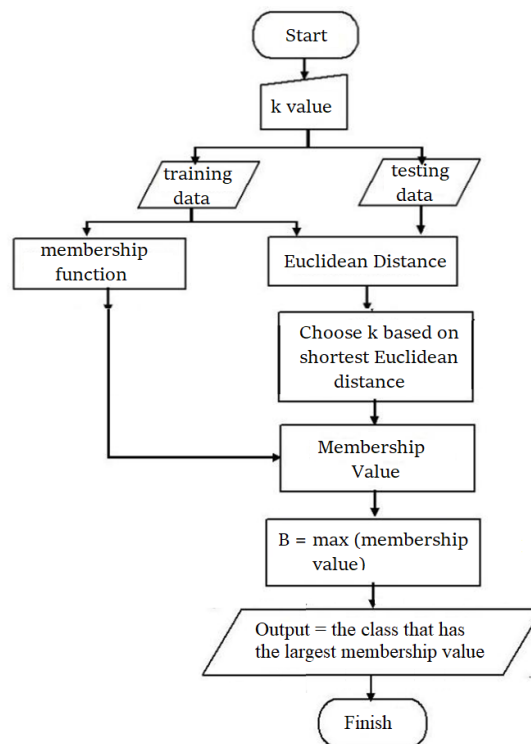 Start
k value
training
data
testing
data
membership
function
Euclidean Distance
Choose k based on
shortest Euclidean
distance
Membership
Value
B = max (membership
value)
Output = the class that has
the largest membership value
Finish